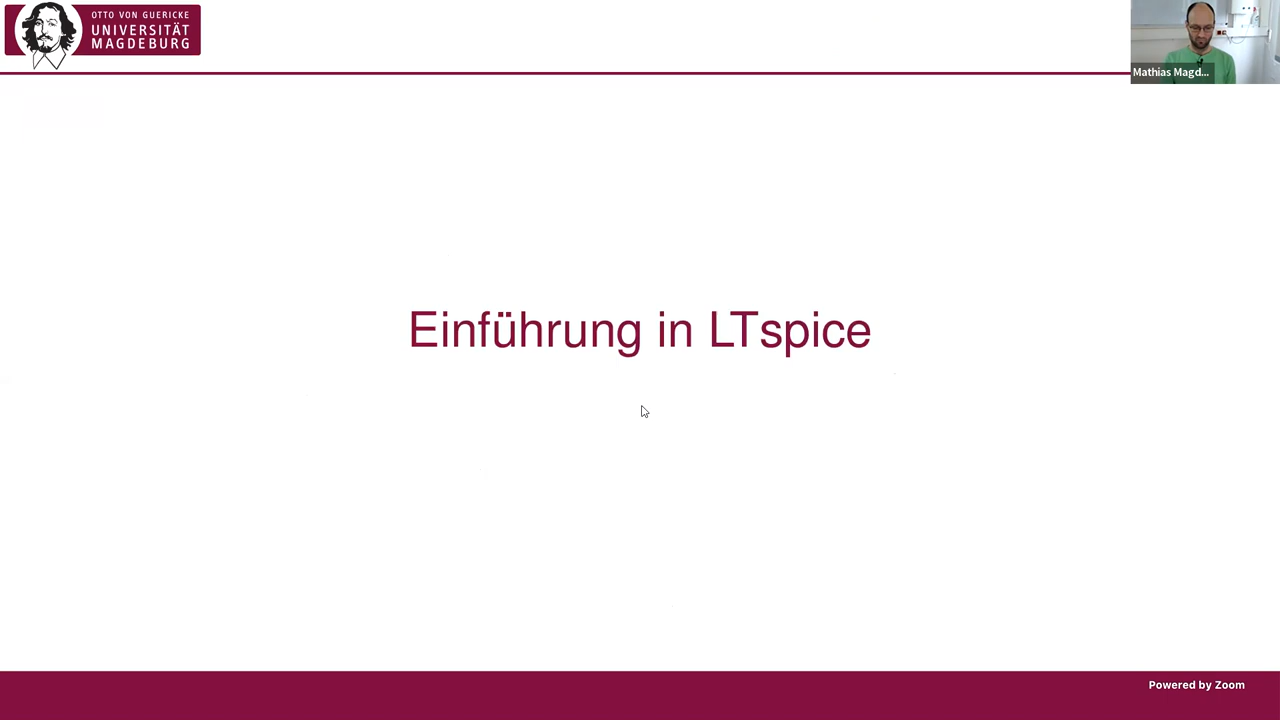 OTTO VON GUERICKE
UNIVERSITÄT
MAGDEBURG
Mathias Magd...
Einführung in LTspice
Powered by Zoom